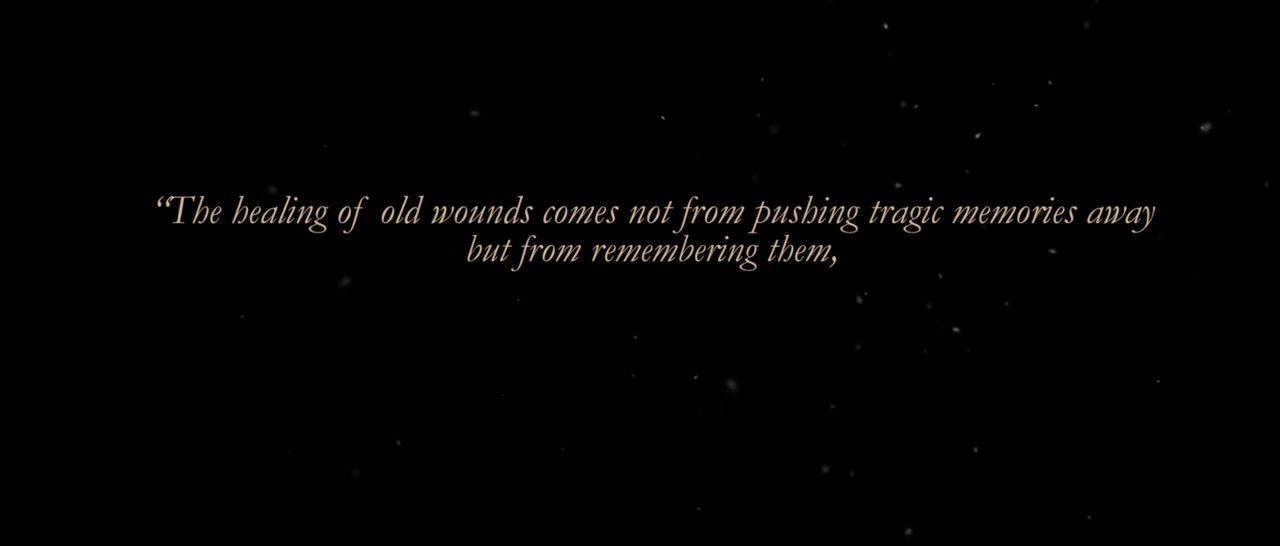 “The healing of old wounds comes not from pushing tragic memories away
but from remembering them,